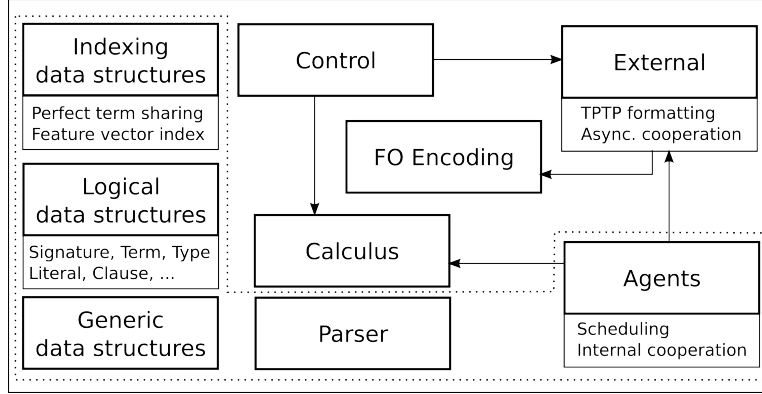 Indexing
data structures
Perfect term sharing
Feature vector index
Logical
data structures
Signature, Term, Type
Literal, Clause, ...
Generic
data structures
Control
FO Encoding
Calculus
Parser
External
TPTP formatting
Async. cooperation
Agents
Scheduling
Internal cooperation